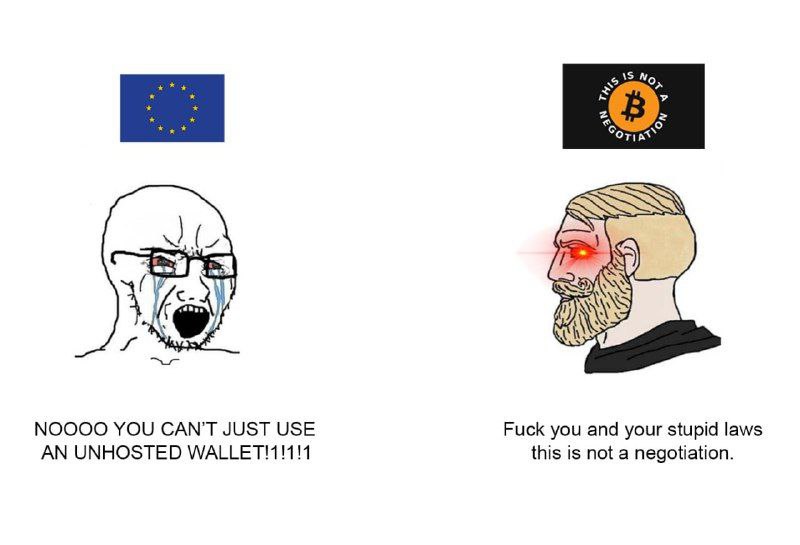 THIS IS NOT A
NEGOTIATION
NOOOO YOU CAN'T JUST USE
AN UNHOSTED WALLET!1!1!1
Fuck you and your stupid laws
this is not a negotiation.